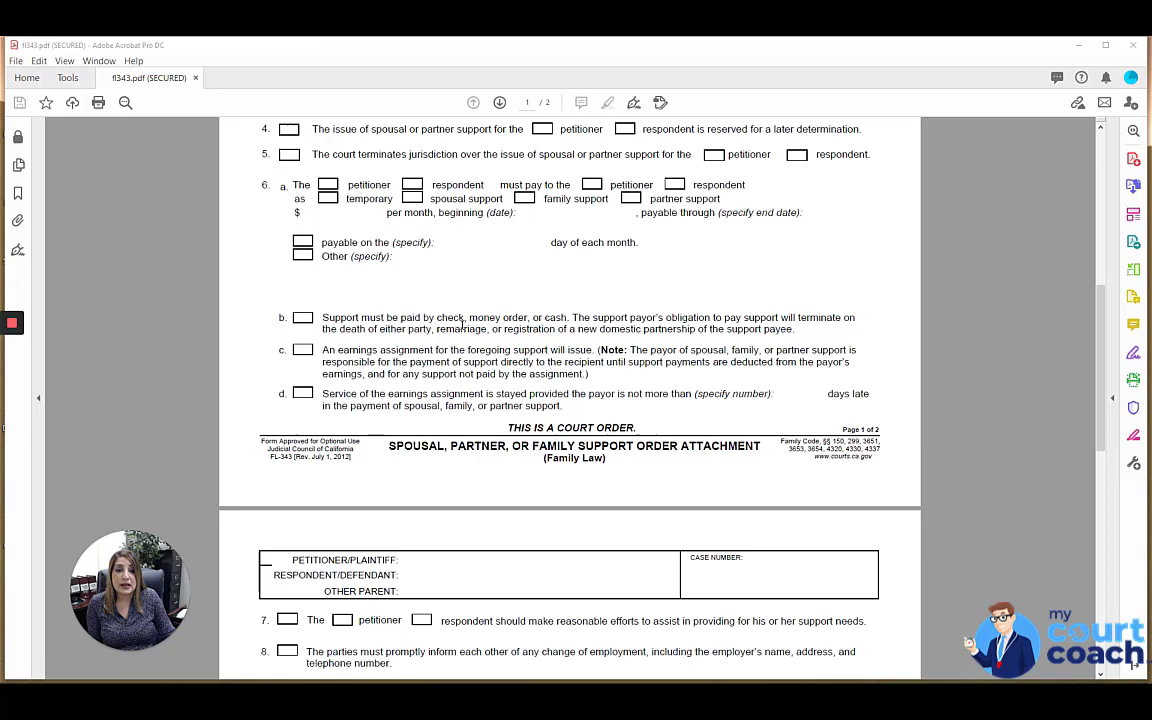 fl343.pdf (SECURED) - Adobe Acrobat Pro DC
File Edit View Window Help
Home Tools fl343.pdf (SECURED) ×
1 / 2
4. The issue of spousal or partner support for the petitioner respondent is reserved for a later determination.
5. The court terminates jurisdiction over the issue of spousal or partner support for the petitioner respondent.
6. a. The petitioner respondent must pay to the petitioner respondent
as temporary spousal support family support partner support
$ per month, beginning (date): , payable through (specify end date):
payable on the (specify): day of each month.
Other (specify):
b. Support must be paid by check, money order, or cash. The support payor's obligation to pay support will terminate on
the death of either party, remarriage, or registration of a new domestic partnership of the support payee.
c. An earnings assignment for the foregoing support will issue. (Note: The payor of spousal, family, or partner support is
responsible for the payment of support directly to the recipient until support payments are deducted from the payor's
earnings, and for any support not paid by the assignment.)
d. Service of the earnings assignment is stayed provided the payor is not more than (specify number): days late
in the payment of spousal, family, or partner support.
THIS IS A COURT ORDER.
Page 1 of 2
Form Approved for Optional Use
Judicial Council of California
FL-343 [Rev. July 1, 2012]
SPOUSAL, PARTNER, OR FAMILY SUPPORT ORDER ATTACHMENT
(Family Law)
Family Code, §§ 150, 299, 3651,
3653, 3654, 4320, 4330, 4337
www.courts.ca.gov
PETITIONER/PLAINTIFF:
RESPONDENT/DEFENDANT:
OTHER PARENT:
CASE NUMBER:
7. The petitioner respondent should make reasonable efforts to assist in providing for his or her support needs.
8. The parties must promptly inform each other of any change of employment, including the employer's name, address, and
telephone number.
my
court
coach